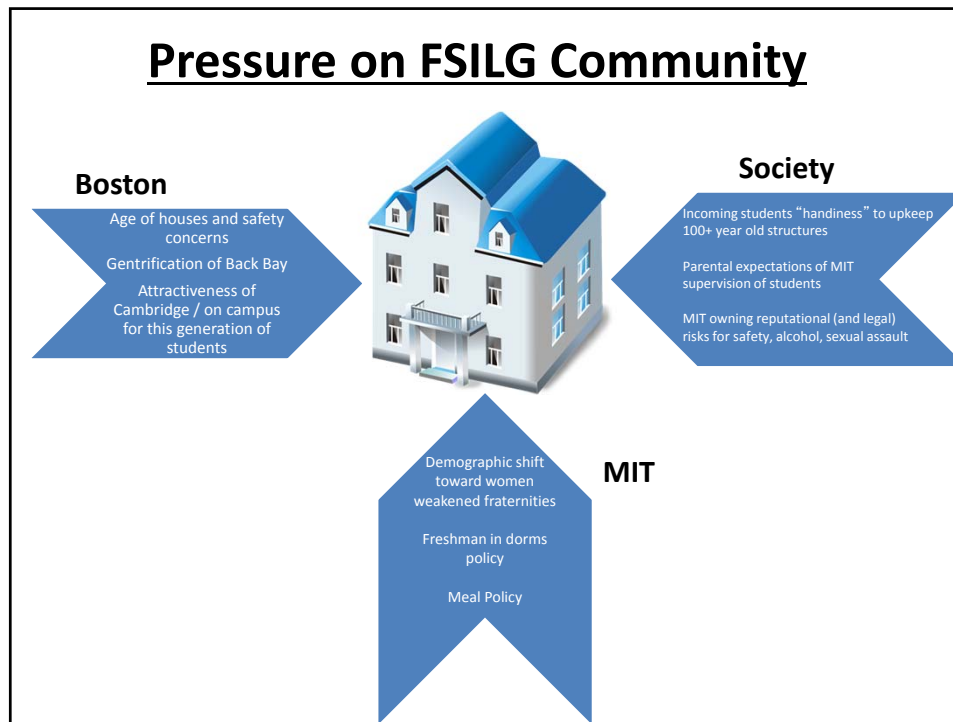 Pressure on FSILG Community
Boston
Age of houses and safety
concerns
Gentrification of Back Bay
Attractiveness of
Cambridge / on campus
for this generation of
students
Society
Incoming students “handiness” to upkeep
100+ year old structures
Parental expectations of MIT
supervision of students
MIT owning reputational (and legal)
risks for safety, alcohol, sexual assault
MIT
Demographic shift
toward women
weakened fraternities
Freshman in dorms
policy
Meal Policy